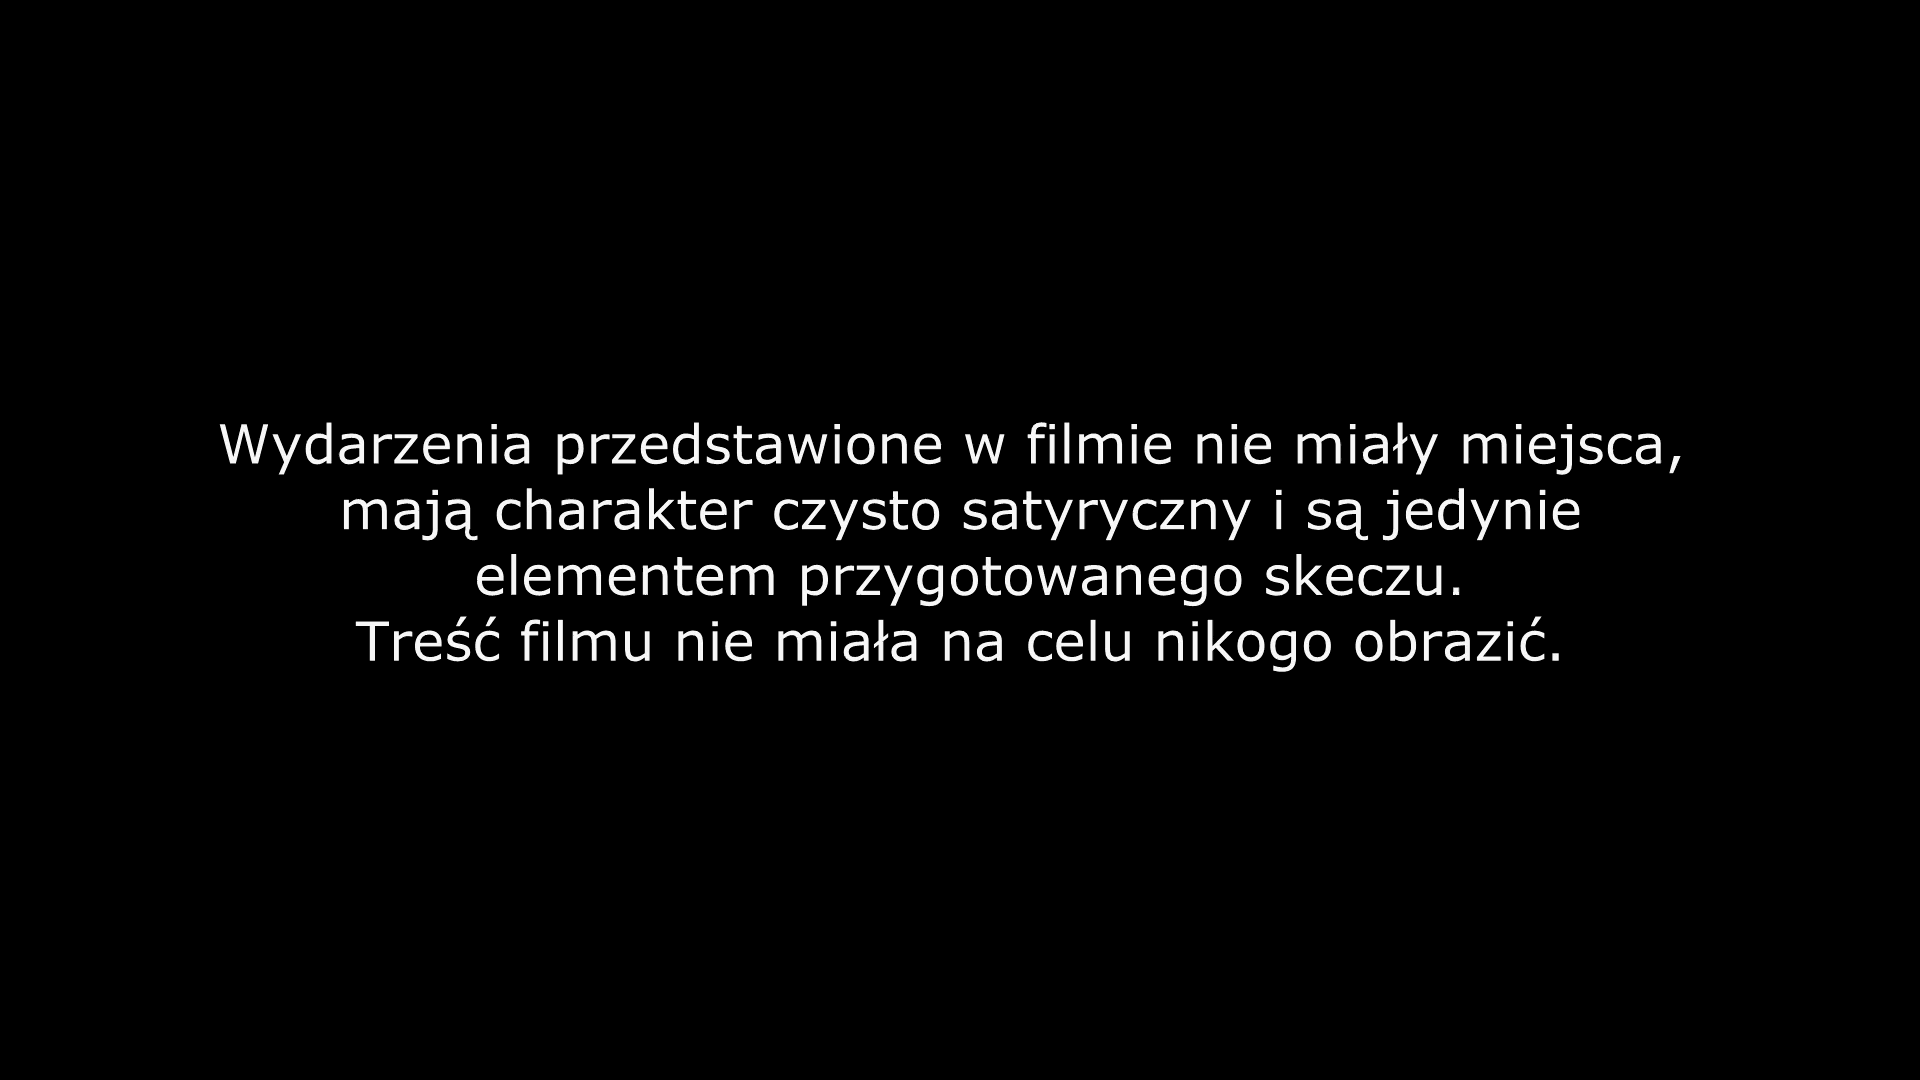 Wydarzenia przedstawione w filmie nie miały miejsca,
mają charakter czysto satyryczny i są jedynie
elementem przygotowanego skeczu.
Treść filmu nie miała na celu nikogo obrazić.